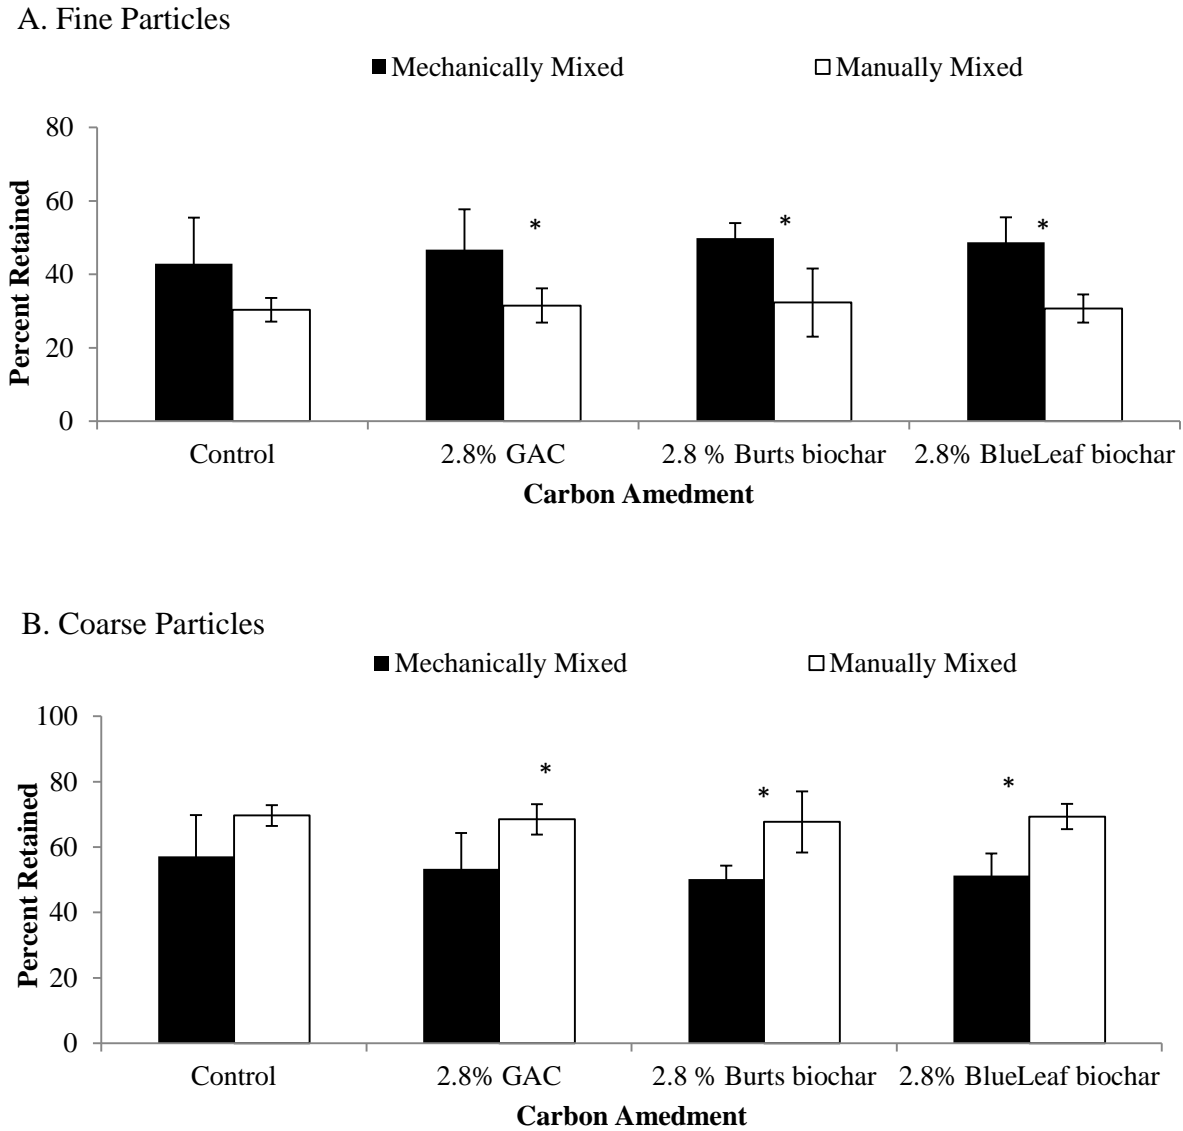 A. Fine Particles
Mechanically Mixed Manually Mixed
80
60
40
20
0
Percent Retained
* * *
Control 2.8% GAC 2.8 % Burts biochar 2.8% BlueLeaf biochar
Carbon Amedment
B. Coarse Particles
Mechanically Mixed Manually Mixed
100
80
60
40
20
0
Percent Retained
* * *
Control 2.8% GAC 2.8 % Burts biochar 2.8% BlueLeaf biochar
Carbon Amedment